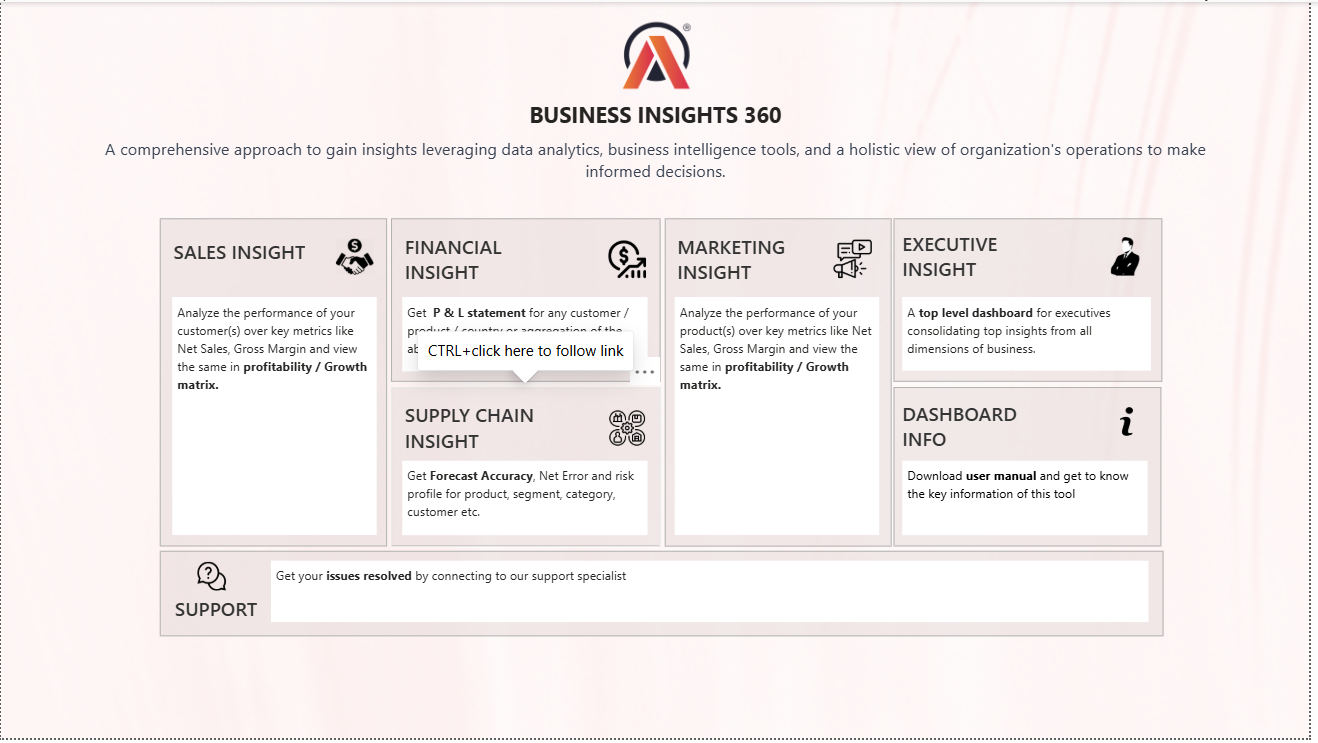 ®
BUSINESS INSIGHTS 360
A comprehensive approach to gain insights leveraging data analytics, business intelligence tools, and a holistic view of organization's operations to make
informed decisions.
SALES INSIGHT
Analyze the performance of your
customer(s) over key metrics like
Net Sales, Gross Margin and view
the same in profitability / Growth
matrix.
FINANCIAL
INSIGHT
Get P & L statement for any customer /
product / country or aggregation of the
CTRL+click here to follow link
...
SUPPLY CHAIN
INSIGHT
Get Forecast Accuracy, Net Error and risk
profile for product, segment, category,
customer etc.
MARKETING
INSIGHT
Analyze the performance of your
product(s) over key metrics like Net
Sales, Gross Margin and view the
same in profitability / Growth
matrix.
EXECUTIVE
INSIGHT
A top level dashboard for executives
consolidating top insights from all
dimensions of business.
DASHBOARD
INFO
Download user manual and get to know
the key information of this tool
SUPPORT
Get your issues resolved by connecting to our support specialist